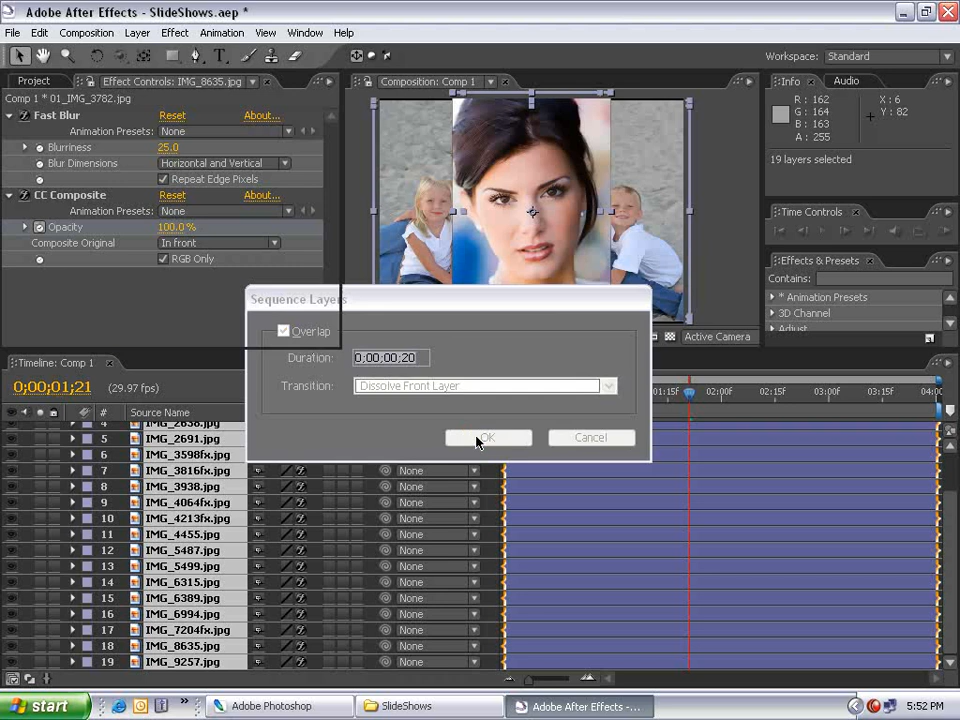 Adobe After Effects - SlideShows.aep *
File Edit Composition Layer Effect Animation View Window Help
Workspace: Standard
Project Effect Controls: IMG_8635.jpg
Composition: Comp 1
Info Audio
Comp 1 * 01_IMG_3782.jpg
Fast Blur Reset About...
Animation Presets: None
Blurriness 25.0
Blur Dimensions Horizontal and Vertical
Repeat Edge Pixels
CC Composite Reset About...
Animation Presets: None
Opacity 100.0 %
Composite Original In front
RGB Only
R : 162
G : 164
B : 163
A : 255
X : 6
Y : 82
19 layers selected
Time Controls
Effects & Presets
Contains:
* Animation Presets
3D Channel
Adjust
Active Camera
Sequence Layers
Overlap
Duration: 0;00;00;20
Transition: Dissolve Front Layer
OK Cancel
Timeline: Comp 1
0;00;01;21 (29.97 fps)
01:15f 02:00f 02:15f 03:00f 03:15f 04:00
# Source Name
4 IMG_2658.jpg
5 IMG_2691.jpg
6 IMG_3598fx.jpg
7 IMG_3816fx.jpg None
8 IMG_3938.jpg None
9 IMG_4064fx.jpg None
10 IMG_4213fx.jpg None
11 IMG_4455.jpg None
12 IMG_5487.jpg None
13 IMG_5499.jpg None
14 IMG_6315.jpg None
15 IMG_6389.jpg None
16 IMG_6994.jpg None
17 IMG_7204fx.jpg None
18 IMG_8635.jpg None
19 IMG_9257.jpg None
start
Adobe Photoshop
SlideShows
Adobe After Effects -...
5:52 PM